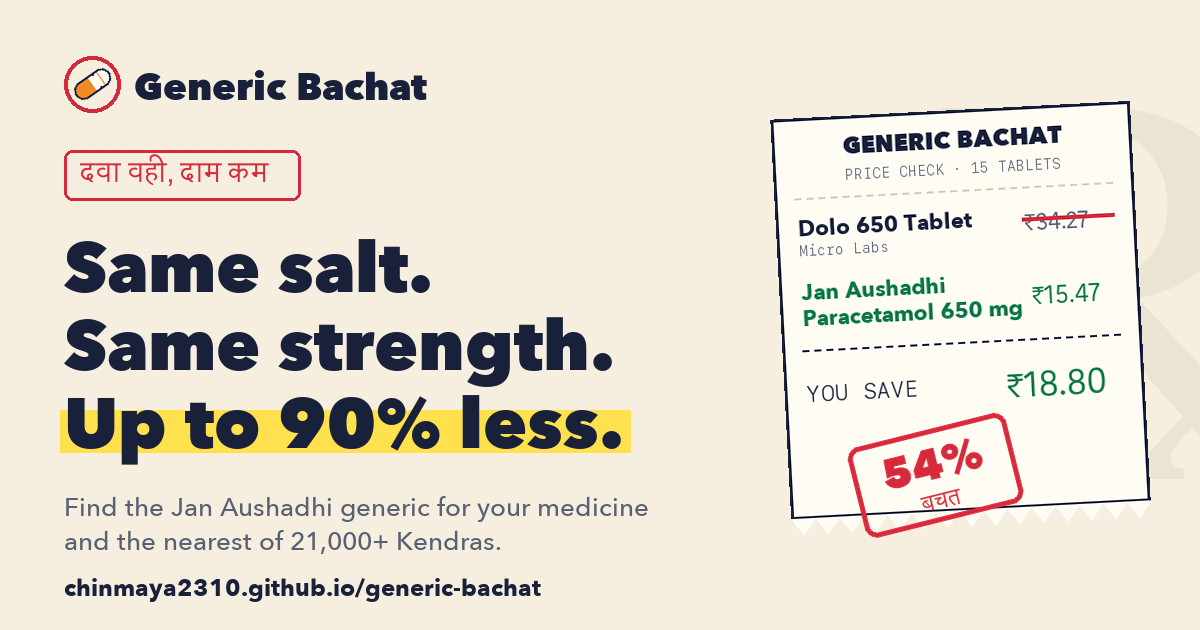 Generic Bachat
दवा वही, दाम कम
Same salt.
Same strength.
Up to 90% less.
Find the Jan Aushadhi generic for your medicine
and the nearest of 21,000+ Kendras.
chinmaya2310.github.io/generic-bachat
GENERIC BACHAT
PRICE CHECK · 15 TABLETS
Dolo 650 Tablet ₹34.27
Micro Labs
Jan Aushadhi
Paracetamol 650 mg ₹15.47
YOU SAVE ₹18.80
54%
बचत